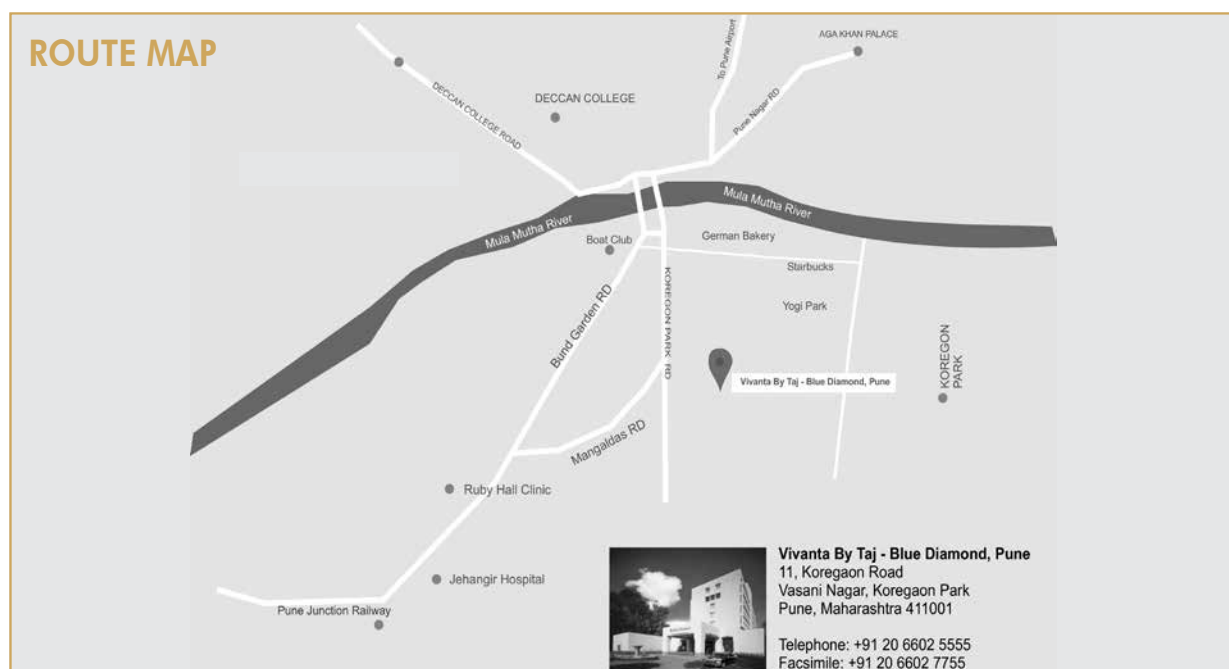 ROUTE MAP
AGA KHAN PALACE
To Pune Airport
DECCAN COLLEGE ROAD
DECCAN COLLEGE
Pune Nagar RD
Mula Mutha River
Mula Mutha River
Boat Club
German Bakery
Starbucks
Bund Garden RD
KOREGON PARK RD
Yogi Park
KOREGON
PARK
Vivanta By Taj - Blue Diamond, Pune
Mangaldas RD
Ruby Hall Clinic
Jehangir Hospital
Pune Junction Railway
Vivanta By Taj - Blue Diamond, Pune
11, Koregaon Road
Vasani Nagar, Koregaon Park
Pune, Maharashtra 411001
Telephone: +91 20 6602 5555
Facsimile: +91 20 6602 7755